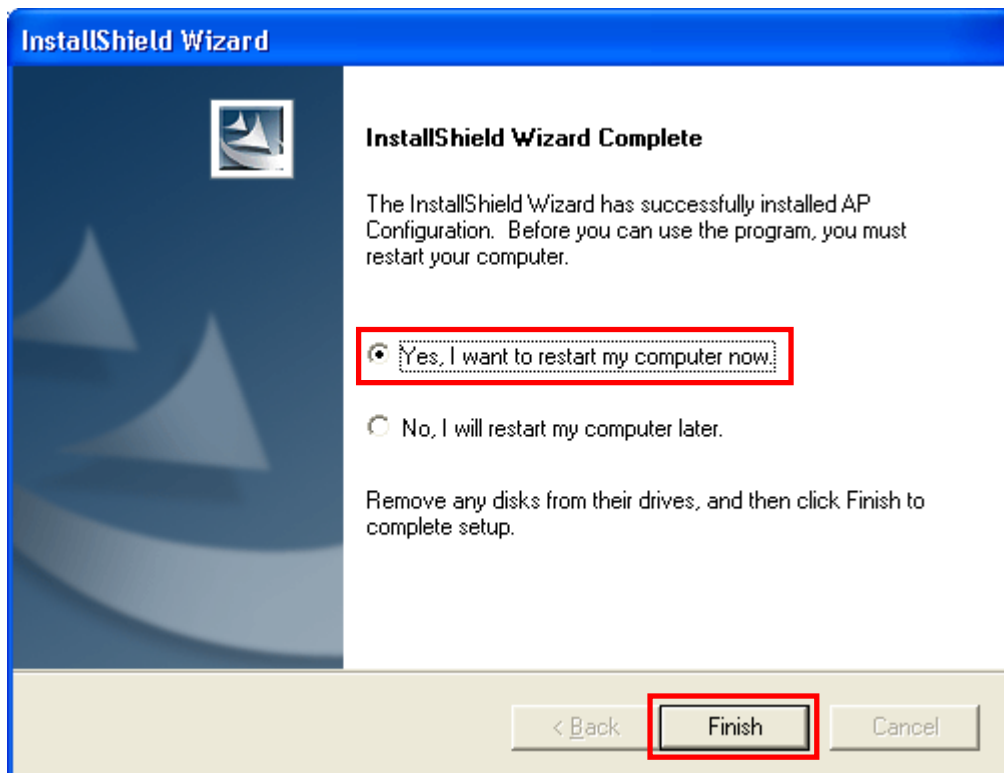 InstallShield Wizard
InstallShield Wizard Complete
The InstallShield Wizard has successfully installed AP
Configuration.  Before you can use the program, you must
restart your computer.
Yes, I want to restart my computer now.
No, I will restart my computer later.
Remove any disks from their drives, and then click Finish to
complete setup.
< Back Finish Cancel